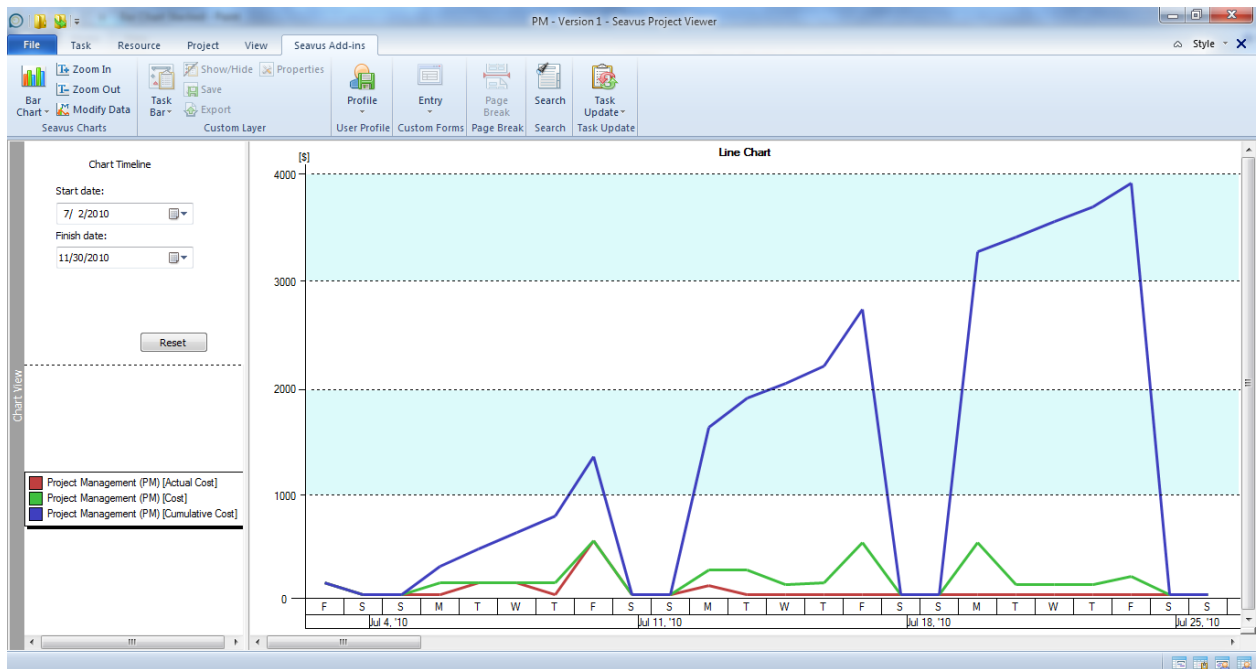 PM - Version 1 - Seavus Project Viewer
File Task Resource Project View Seavus Add-ins
Style
Zoom In
Zoom Out
Modify Data
Bar
Chart
Seavus Charts
Task
Bar
Show/Hide Properties
Save
Export
Custom Layer
Profile
User Profile
Entry
Custom Forms
Page
Break
Page Break
Search
Search
Task
Update
Task Update
Chart View
Chart Timeline
Start date:
7/ 2/2010
Finish date:
11/30/2010
Reset
Project Management (PM) [Actual Cost]
Project Management (PM) [Cost]
Project Management (PM) [Cumulative Cost]
Line Chart
[$]
4000
3000
2000
1000
0
F S S M T W T F S S M T W T F S S M T W T F S S
Jul 4, '10 Jul 11, '10 Jul 18, '10 Jul 25, '10